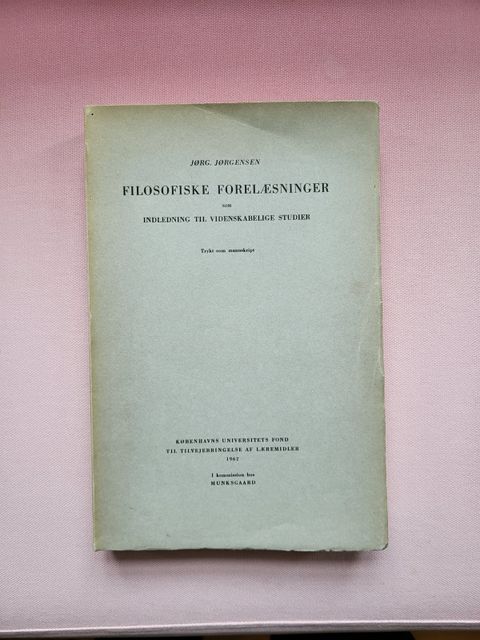 JØRG. JØRGENSEN
FILOSOFISKE FORELÆSNINGER
som
INDLEDNING TIL VIDENSKABELIGE STUDIER
Trykt som manuskript
KØBENHAVNS UNIVERSITETS FOND
TIL TILVEJEBRINGELSE AF LÆREMIDLER
1962
I kommission hos
MUNKSGAARD